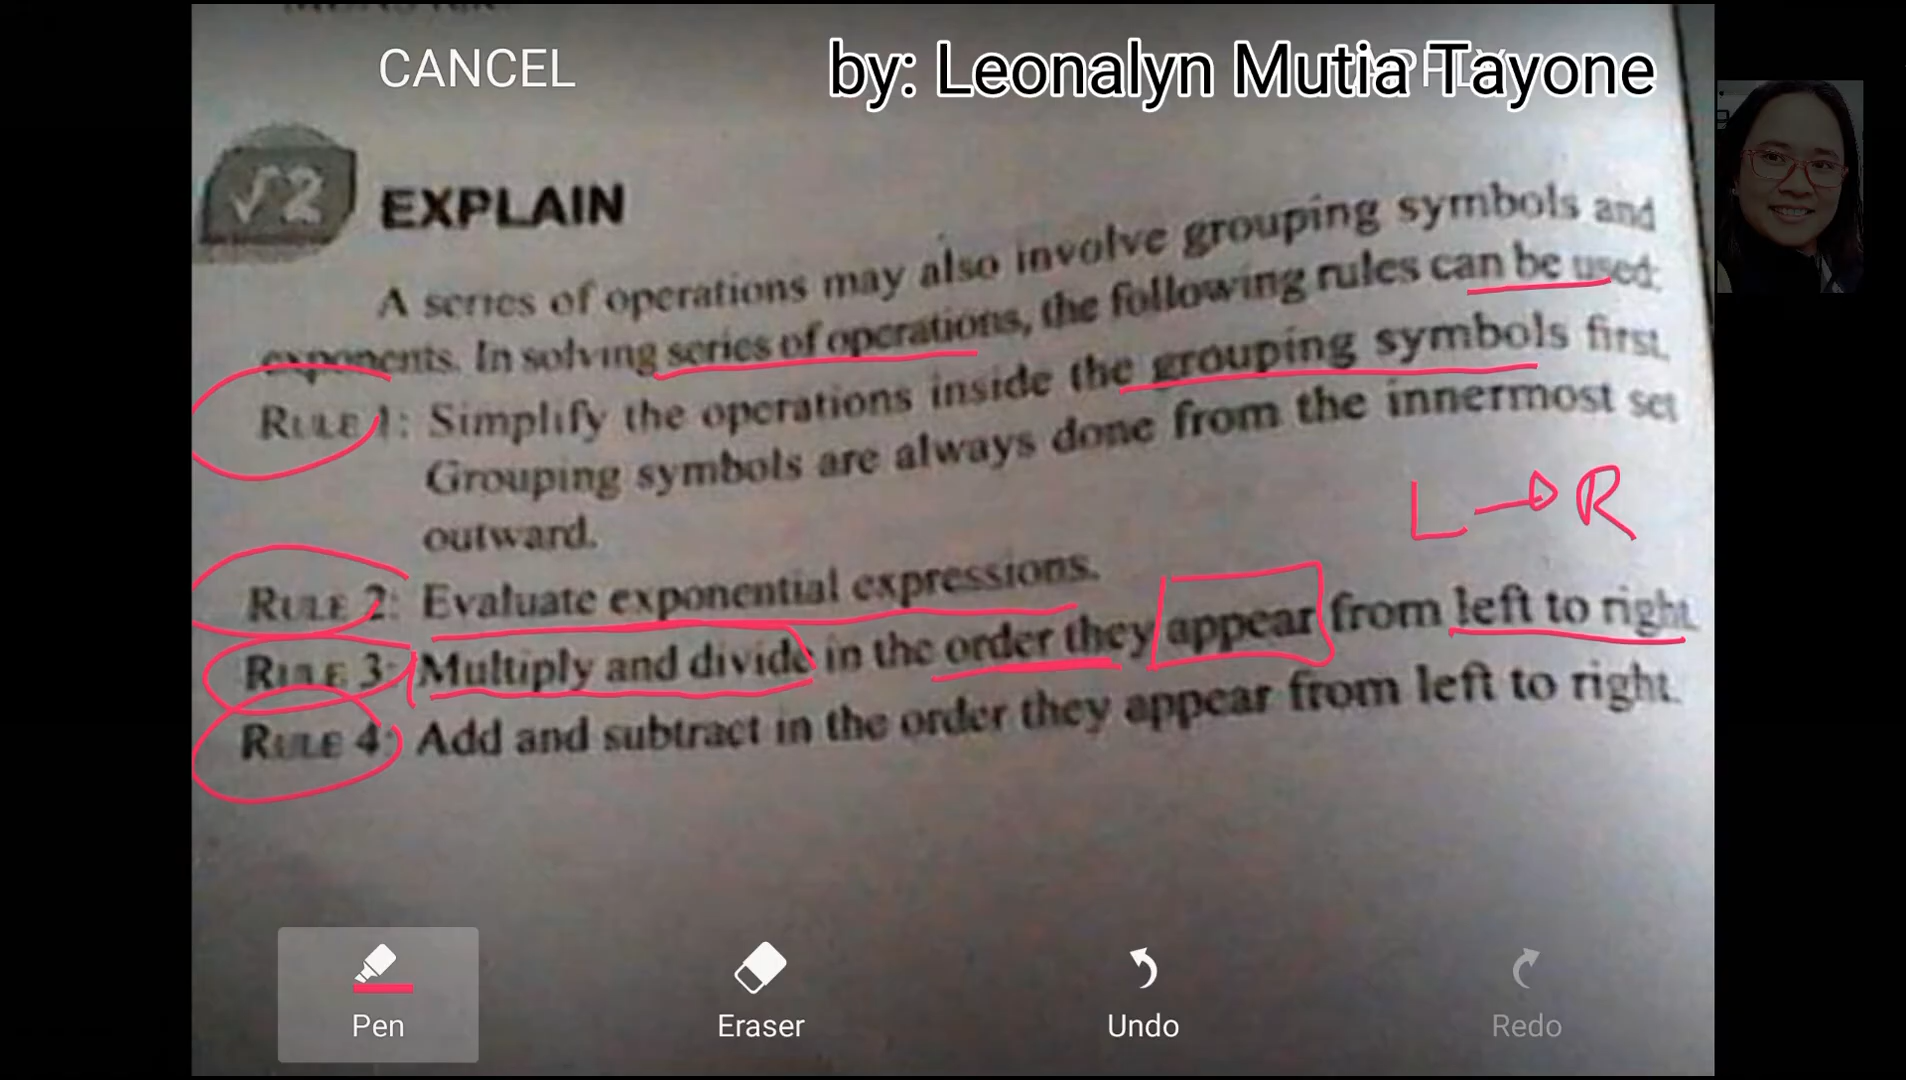 CANCEL
by: Leonalyn Mutia Tayone
√2 EXPLAIN
A series of operations may also involve grouping symbols and
exponents. In solving series of operations, the following rules can be used:
RULE 1: Simplify the operations inside the grouping symbols first.
Grouping symbols are always done from the innermost set
outward.
L → R
RULE 2: Evaluate exponential expressions.
RULE 3: Multiply and divide in the order they appear from left to right.
RULE 4: Add and subtract in the order they appear from left to right.
Pen
Eraser
Undo
Redo